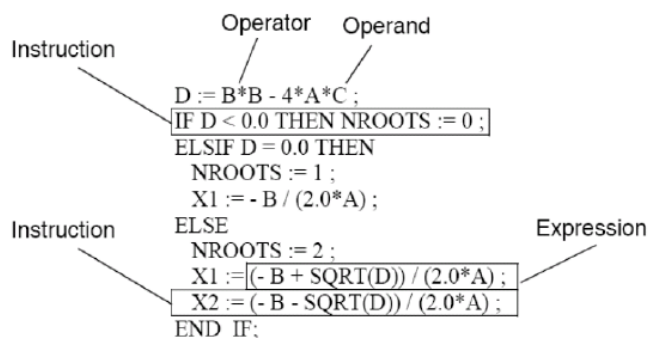 Operator Operand
Instruction
D := B*B - 4*A*C ;
IF D < 0.0 THEN NROOTS := 0 ;
ELSIF D = 0.0 THEN
NROOTS := 1 ;
X1 := - B / (2.0*A) ;
ELSE
Instruction
Expression
NROOTS := 2 ;
X1 := (- B + SQRT(D)) / (2.0*A) ;
X2 := (- B - SQRT(D)) / (2.0*A) ;
END IF;